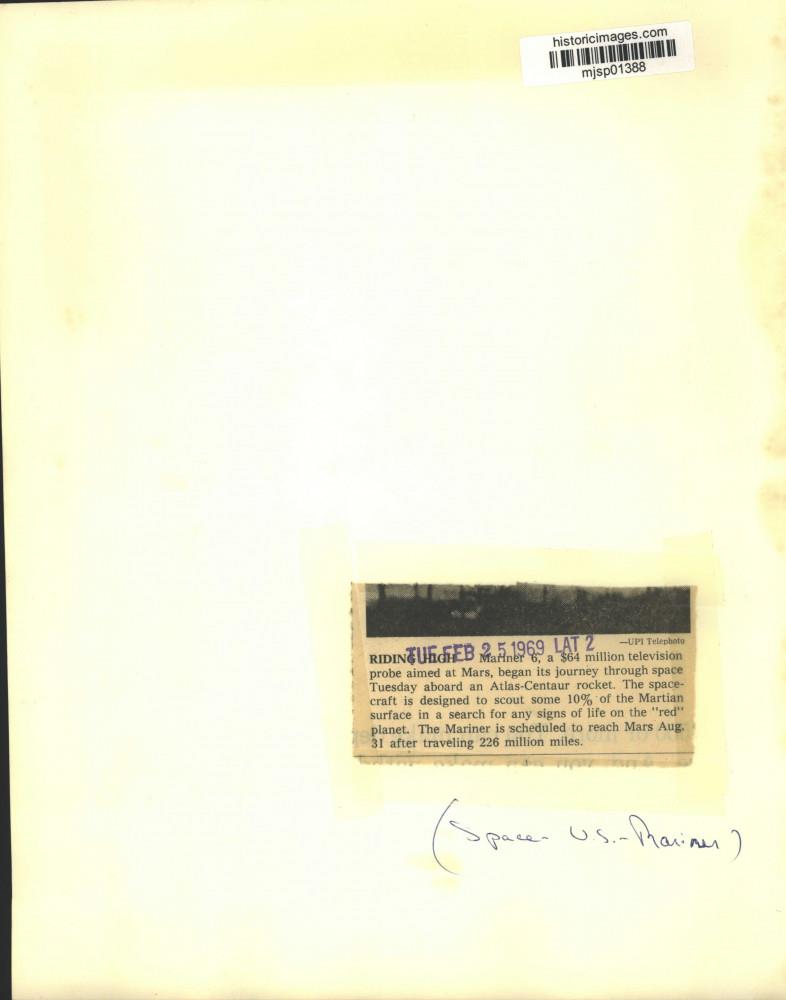 historicimages.com
mjsp01388
—UPI Telephoto
TUE FEB 25 1969 LAT 2
RIDING HIGH Mariner 6, a $64 million television
probe aimed at Mars, began its journey through space
Tuesday aboard an Atlas-Centaur rocket. The space-
craft is designed to scout some 10% of the Martian
surface in a search for any signs of life on the "red"
planet. The Mariner is scheduled to reach Mars Aug.
31 after traveling 226 million miles.
(Space - U.S. - Mariner)